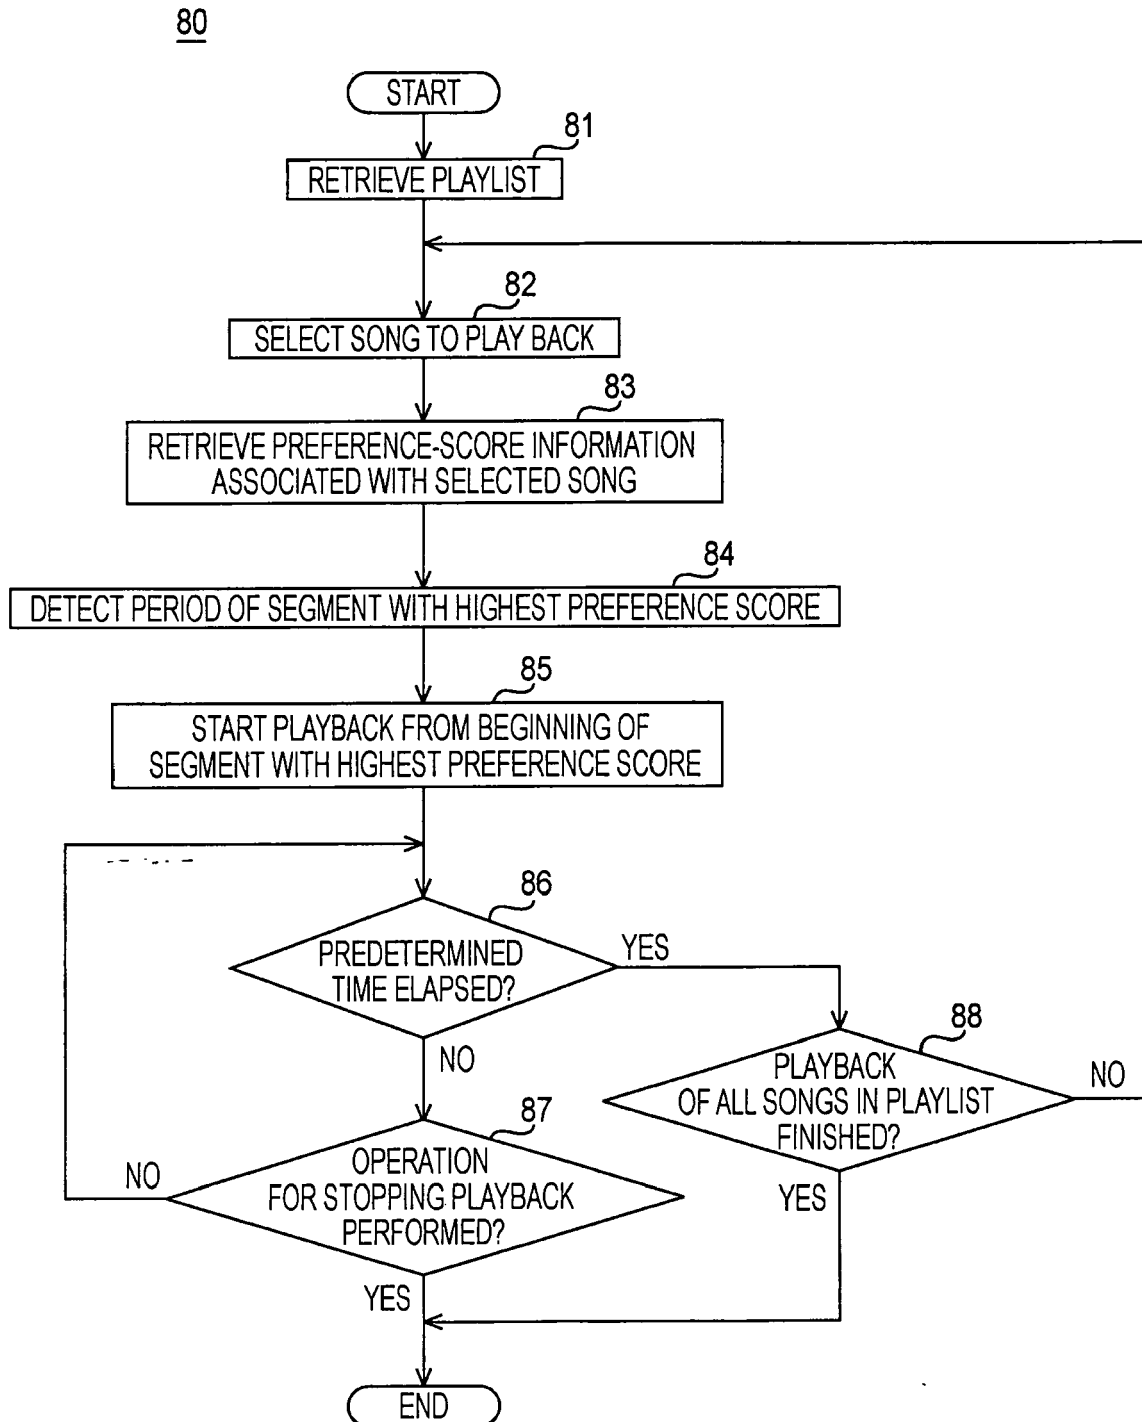 80
START
81
RETRIEVE PLAYLIST
82
SELECT SONG TO PLAY BACK
83
RETRIEVE PREFERENCE-SCORE INFORMATION
ASSOCIATED WITH SELECTED SONG
84
DETECT PERIOD OF SEGMENT WITH HIGHEST PREFERENCE SCORE
85
START PLAYBACK FROM BEGINNING OF
SEGMENT WITH HIGHEST PREFERENCE SCORE
86
PREDETERMINED
TIME ELAPSED?
YES
NO
88
PLAYBACK
OF ALL SONGS IN PLAYLIST
FINISHED?
NO
YES
87
OPERATION
FOR STOPPING PLAYBACK
PERFORMED?
NO
YES
END